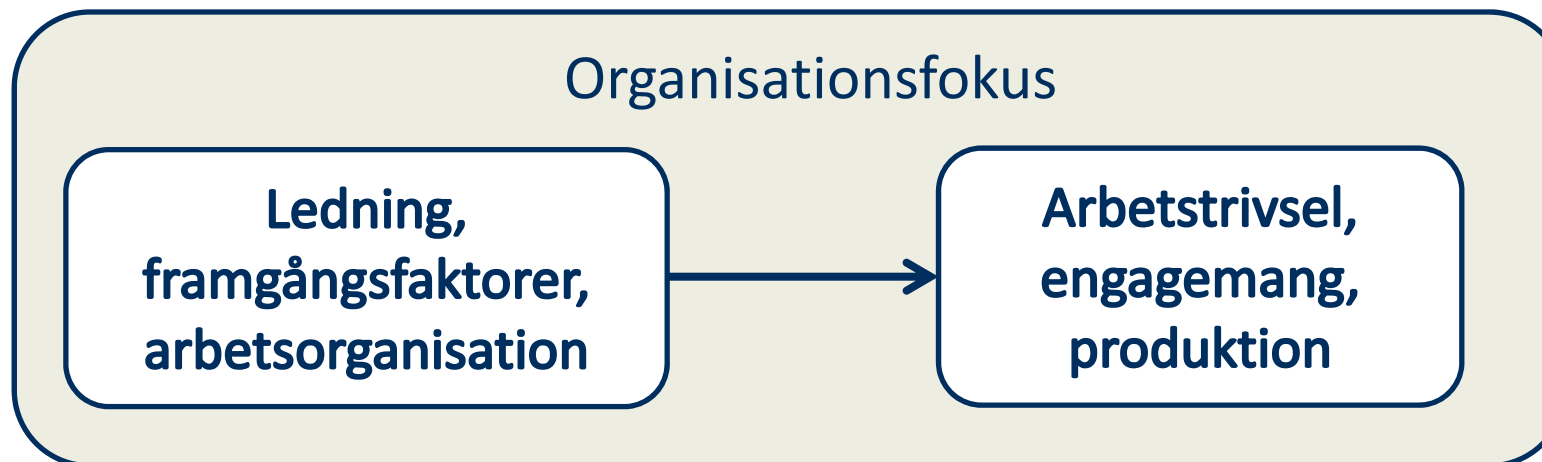 Organisationsfokus
Ledning,
framgångsfaktorer,
arbetsorganisation
Arbetstrivsel,
engagemang,
produktion